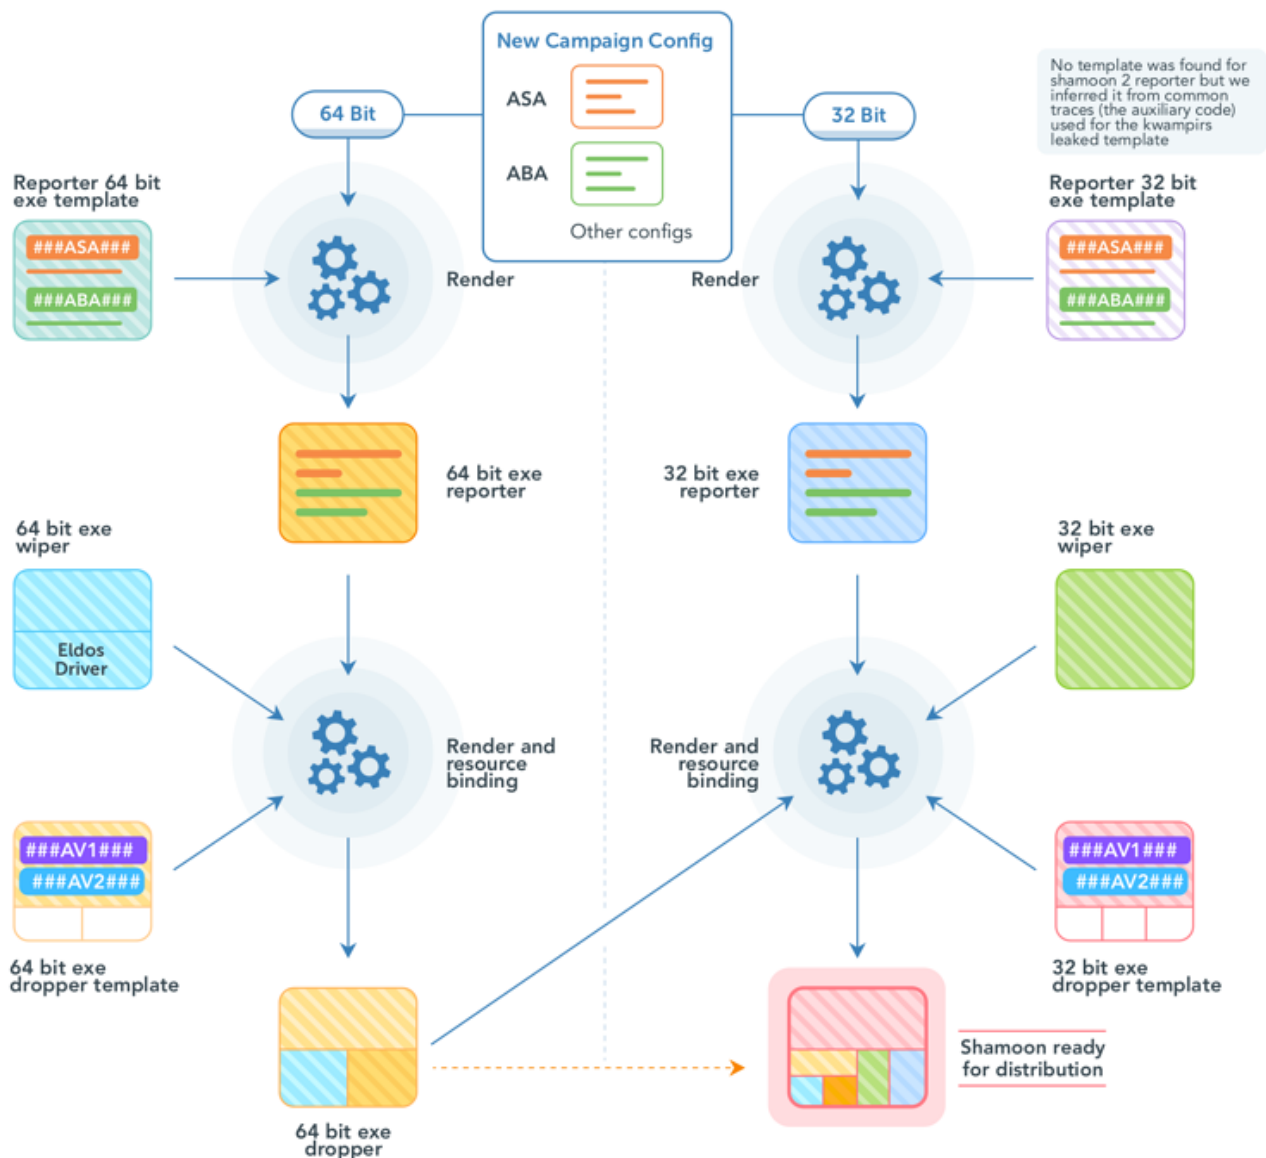 New Campaign Config
ASA
ABA
Other configs
64 Bit
32 Bit
No template was found for
shamoon 2 reporter but we
inferred it from common
traces (the auxiliary code)
used for the kwampirs
leaked template
Reporter 64 bit
exe template
###ASA###
###ABA###
Render
Render
Reporter 32 bit
exe template
###ASA###
###ABA###
64 bit exe
reporter
32 bit exe
reporter
64 bit exe
wiper
Eldos
Driver
32 bit exe
wiper
Render and
resource
binding
Render and
resource
binding
###AV1###
###AV2###
64 bit exe
dropper template
###AV1###
###AV2###
32 bit exe
dropper template
64 bit exe
dropper
Shamoon ready
for distribution